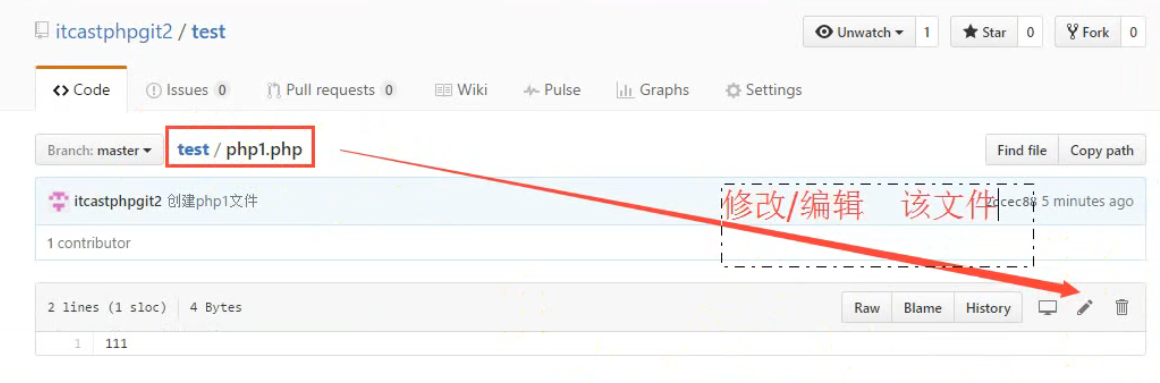 itcastphpgit2 / test
Unwatch 1 Star 0 Fork 0
Code Issues 0 Pull requests 0 Wiki Pulse Graphs Settings
Branch: master test / php1.php Find file Copy path
itcastphpgit2 创建php1文件 修改/编辑 该文件 5 minutes ago
1 contributor
2 lines (1 sloc) 4 Bytes Raw Blame History
1 111